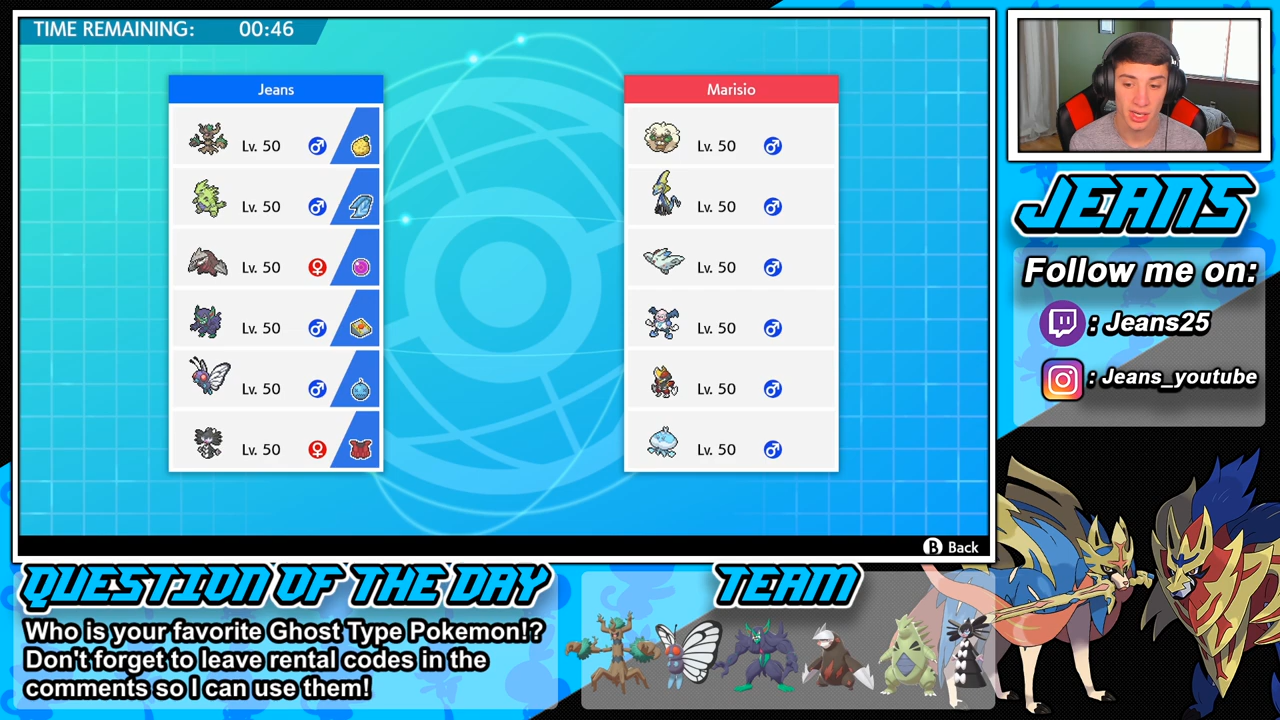 TIME REMAINING: 00:46
Jeans
Lv. 50
Lv. 50
Lv. 50
Lv. 50
Lv. 50
Lv. 50
Marisio
Lv. 50
Lv. 50
Lv. 50
Lv. 50
Lv. 50
Lv. 50
B Back
JEANS
Follow me on:
: Jeans25
: Jeans_youtube
QUESTION OF THE DAY
Who is your favorite Ghost Type Pokemon!?
Don't forget to leave rental codes in the
comments so I can use them!
TEAM